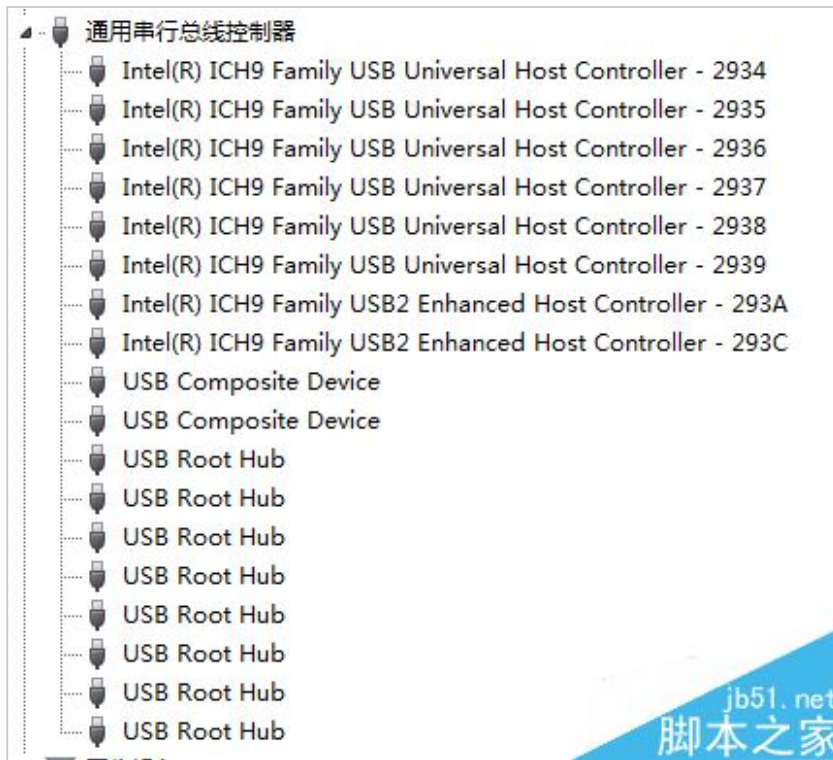 通用串行总线控制器
Intel(R) ICH9 Family USB Universal Host Controller - 2934
Intel(R) ICH9 Family USB Universal Host Controller - 2935
Intel(R) ICH9 Family USB Universal Host Controller - 2936
Intel(R) ICH9 Family USB Universal Host Controller - 2937
Intel(R) ICH9 Family USB Universal Host Controller - 2938
Intel(R) ICH9 Family USB Universal Host Controller - 2939
Intel(R) ICH9 Family USB2 Enhanced Host Controller - 293A
Intel(R) ICH9 Family USB2 Enhanced Host Controller - 293C
USB Composite Device
USB Composite Device
USB Root Hub
USB Root Hub
USB Root Hub
USB Root Hub
USB Root Hub
USB Root Hub
USB Root Hub
USB Root Hub
jb51.net
脚本之家